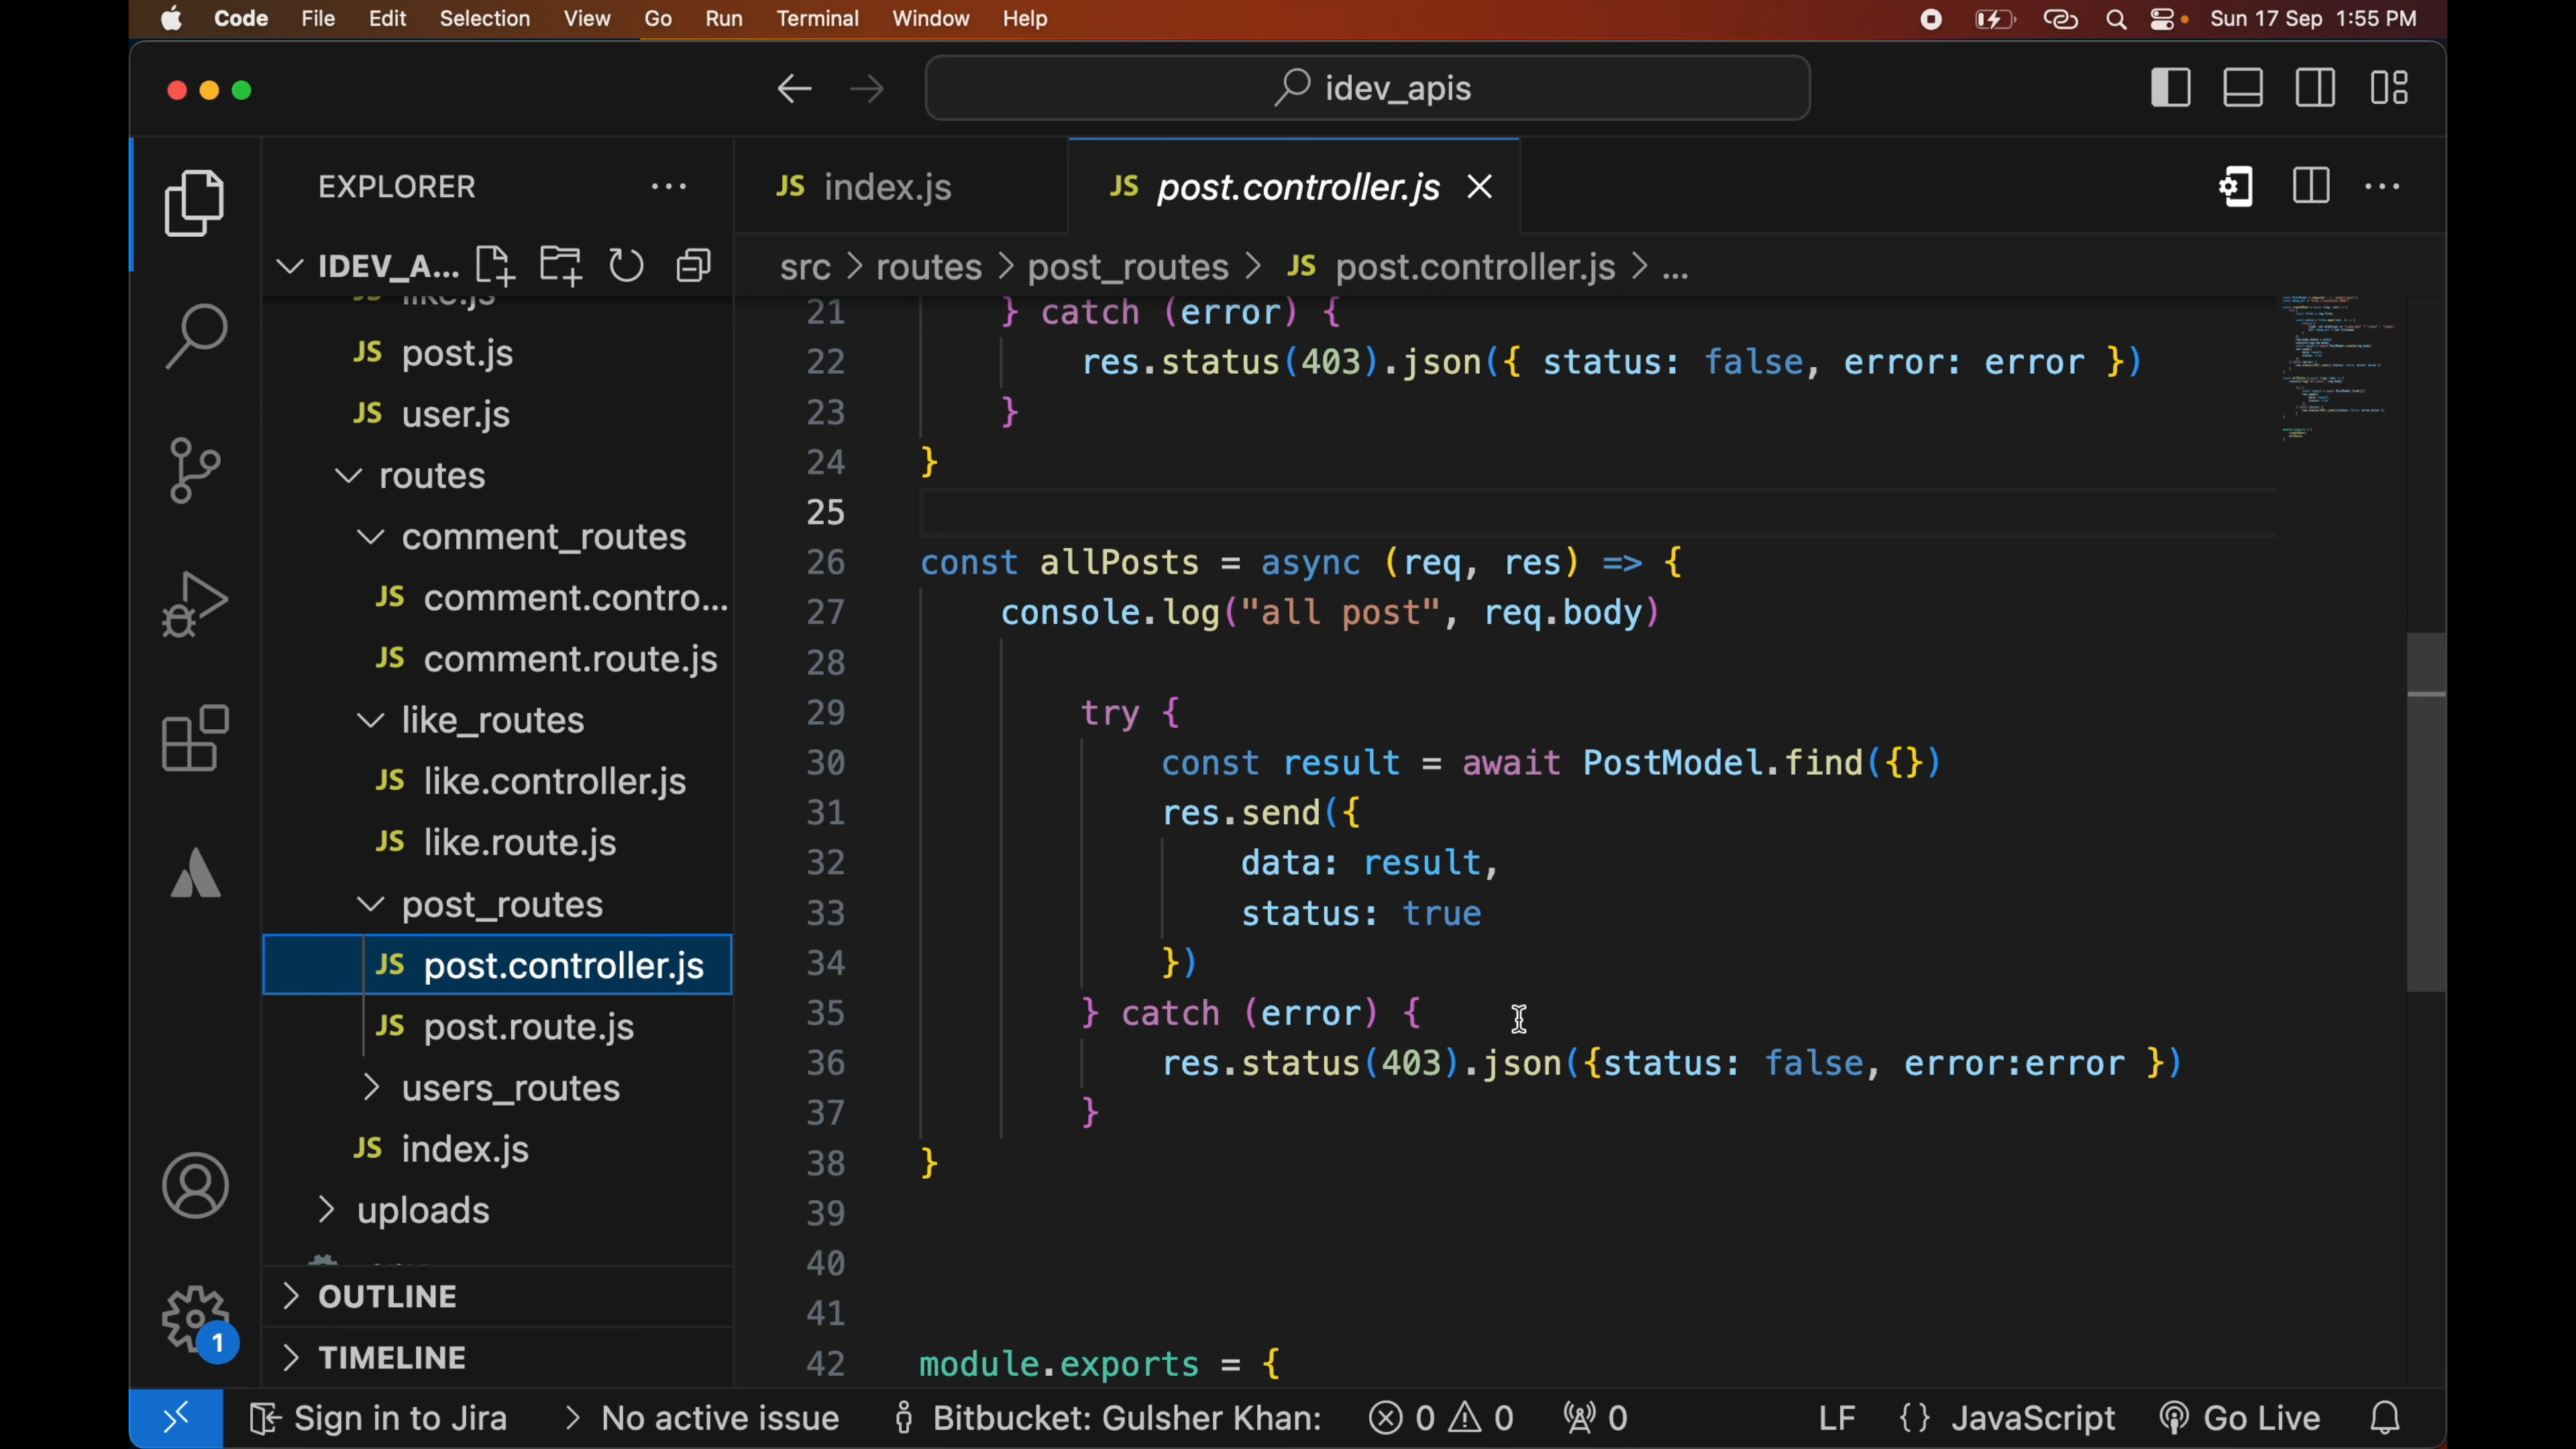 Code File Edit Selection View Go Run Terminal Window Help Sun 17 Sep 1:55 PM
idev_apis
EXPLORER
JS index.js JS post.controller.js
IDEV_A...
src > routes > post_routes > JS post.controller.js > ...
JS like.js
JS post.js
JS user.js
routes
comment_routes
JS comment.contro...
JS comment.route.js
like_routes
JS like.controller.js
JS like.route.js
post_routes
JS post.controller.js
JS post.route.js
users_routes
JS index.js
uploads
OUTLINE
TIMELINE
1
21 } catch (error) {
22 res.status(403).json({ status: false, error: error })
23 }
24 }
25
26 const allPosts = async (req, res) => {
27 console.log("all post", req.body)
28
29 try {
30 const result = await PostModel.find({})
31 res.send({
32 data: result,
33 status: true
34 })
35 } catch (error) {
36 res.status(403).json({status: false, error:error })
37 }
38 }
39
40
41
42 module.exports = {
Sign in to Jira > No active issue Bitbucket: Gulsher Khan: 0 0 0 LF {} JavaScript Go Live